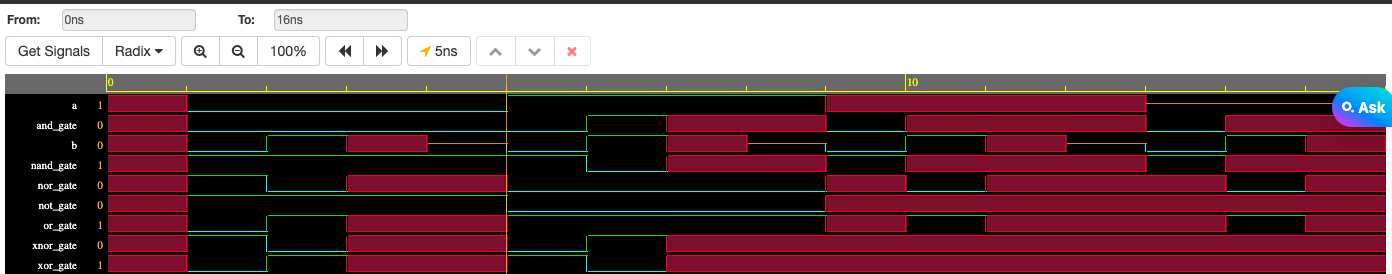 From: 0ns To: 16ns
Get Signals Radix 100% 5ns
0 10
a 1
and_gate 0
b 0
nand_gate 1
nor_gate 0
not_gate 0
or_gate 1
xnor_gate 0
xor_gate 1
Ask